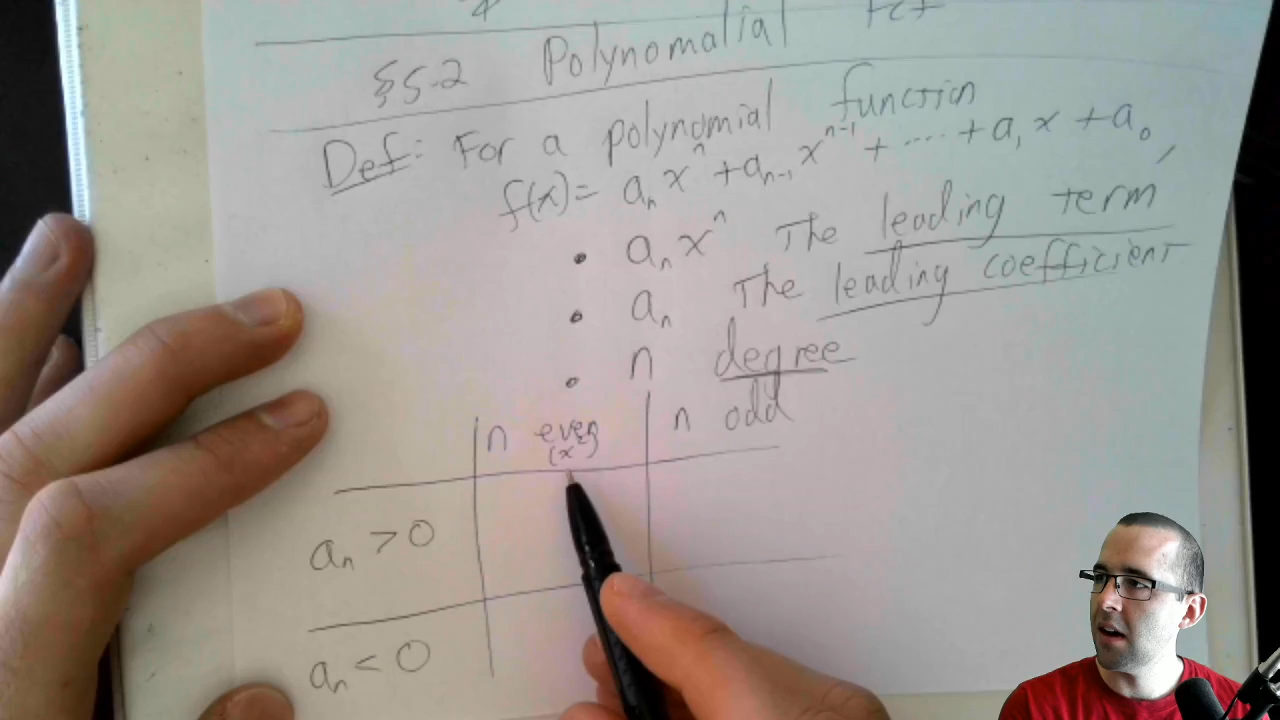 §5.2 Polynomatial Fct
Def: For a polynomial function
f(x) = aₙxⁿ + aₙ₋₁xⁿ⁻¹ + ···· + a₁x + a₀,
• aₙxⁿ The leading term
• aₙ The leading coefficient
• n degree
n even n odd
(x²)
aₙ > 0
aₙ < 0